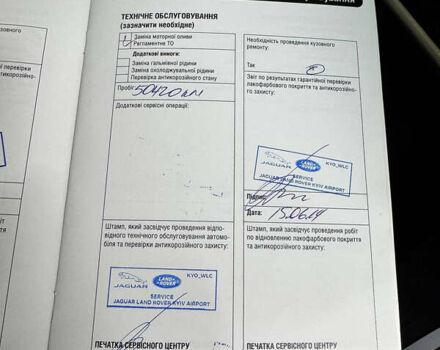 ТЕХНІЧНЕ ОБСЛУГОВУВАННЯ
(зазначити необхідне)
Заміна моторної оливи
Регламентне ТО
Додаткові вимоги:
Заміна гальмівної рідини
Заміна охолоджувальної рідини
Перевірка антикорозійного стану
Пробіг 50420 км
Додаткові сервісні операції:
Штамп, який засвідчує проведення відпо-
відного технічного обслуговування автомо-
біля та перевірки антикорозійного захисту:
KYO_WLC
JAGUAR
LAND ROVER
SERVICE
JAGUAR LAND ROVER KYIV AIRPORT
ПЕЧАТКА СЕРВІСНОГО ЦЕНТРУ
Необхідність проведення кузовного
ремонту:
Так
Звіт по результатах гарантійної перевірки
лакофарбового покриття та антикорозійно-
го захисту:
KYO_WLC
JAGUAR
LAND ROVER
SERVICE
JAGUAR LAND ROVER KYIV AIRPORT
Підпис
Дата: 15.06.
Штамп, який засвідчує проведення робіт
по відновленню лакофарбового покриття
та антикорозійного захисту:
ПЕЧАТКА СЕРВІСНОГО ЦЕНТРУ